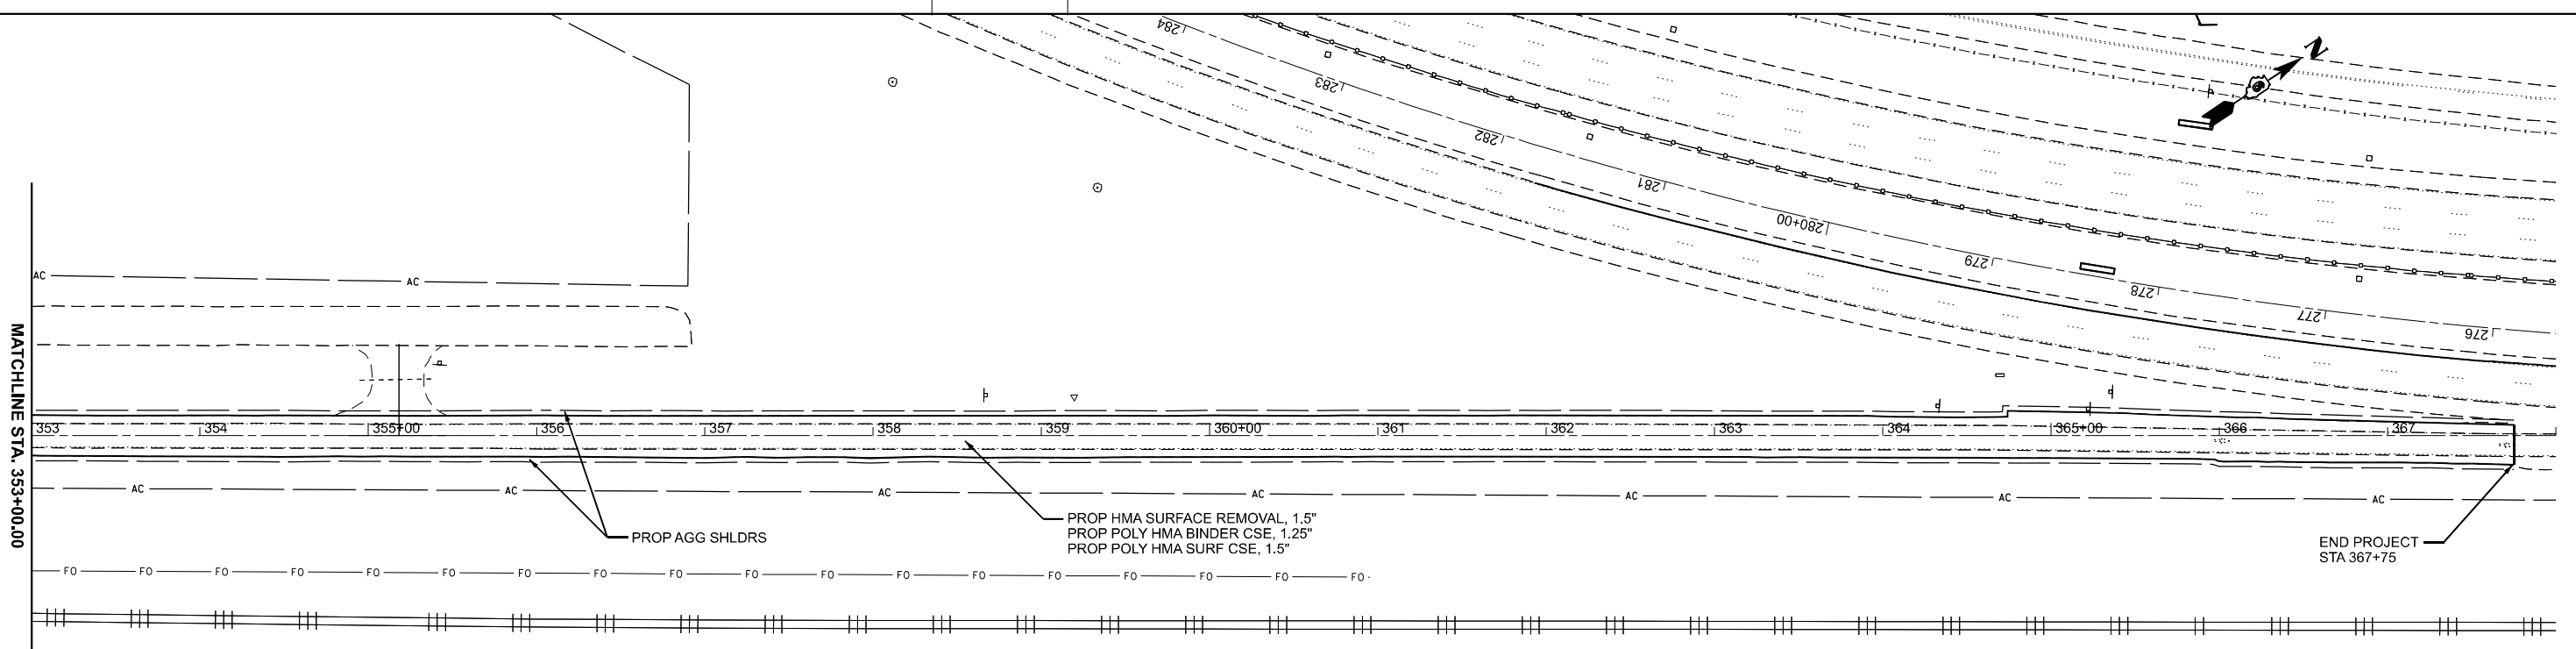 284
283
282
281
280+00
279
278
277
276
N
AC
AC
MATCHLINE STA. 353+00.00
353
354
355+00
356
357
358
359
360+00
361
362
363
364
365+00
366
367
AC
AC
AC
AC
AC
AC
AC
PROP AGG SHLDRS
PROP HMA SURFACE REMOVAL, 1.5"
PROP POLY HMA BINDER CSE, 1.25"
PROP POLY HMA SURF CSE, 1.5"
END PROJECT
STA 367+75
FO FO FO FO FO FO FO FO FO FO FO FO FO FO FO FO FO FO